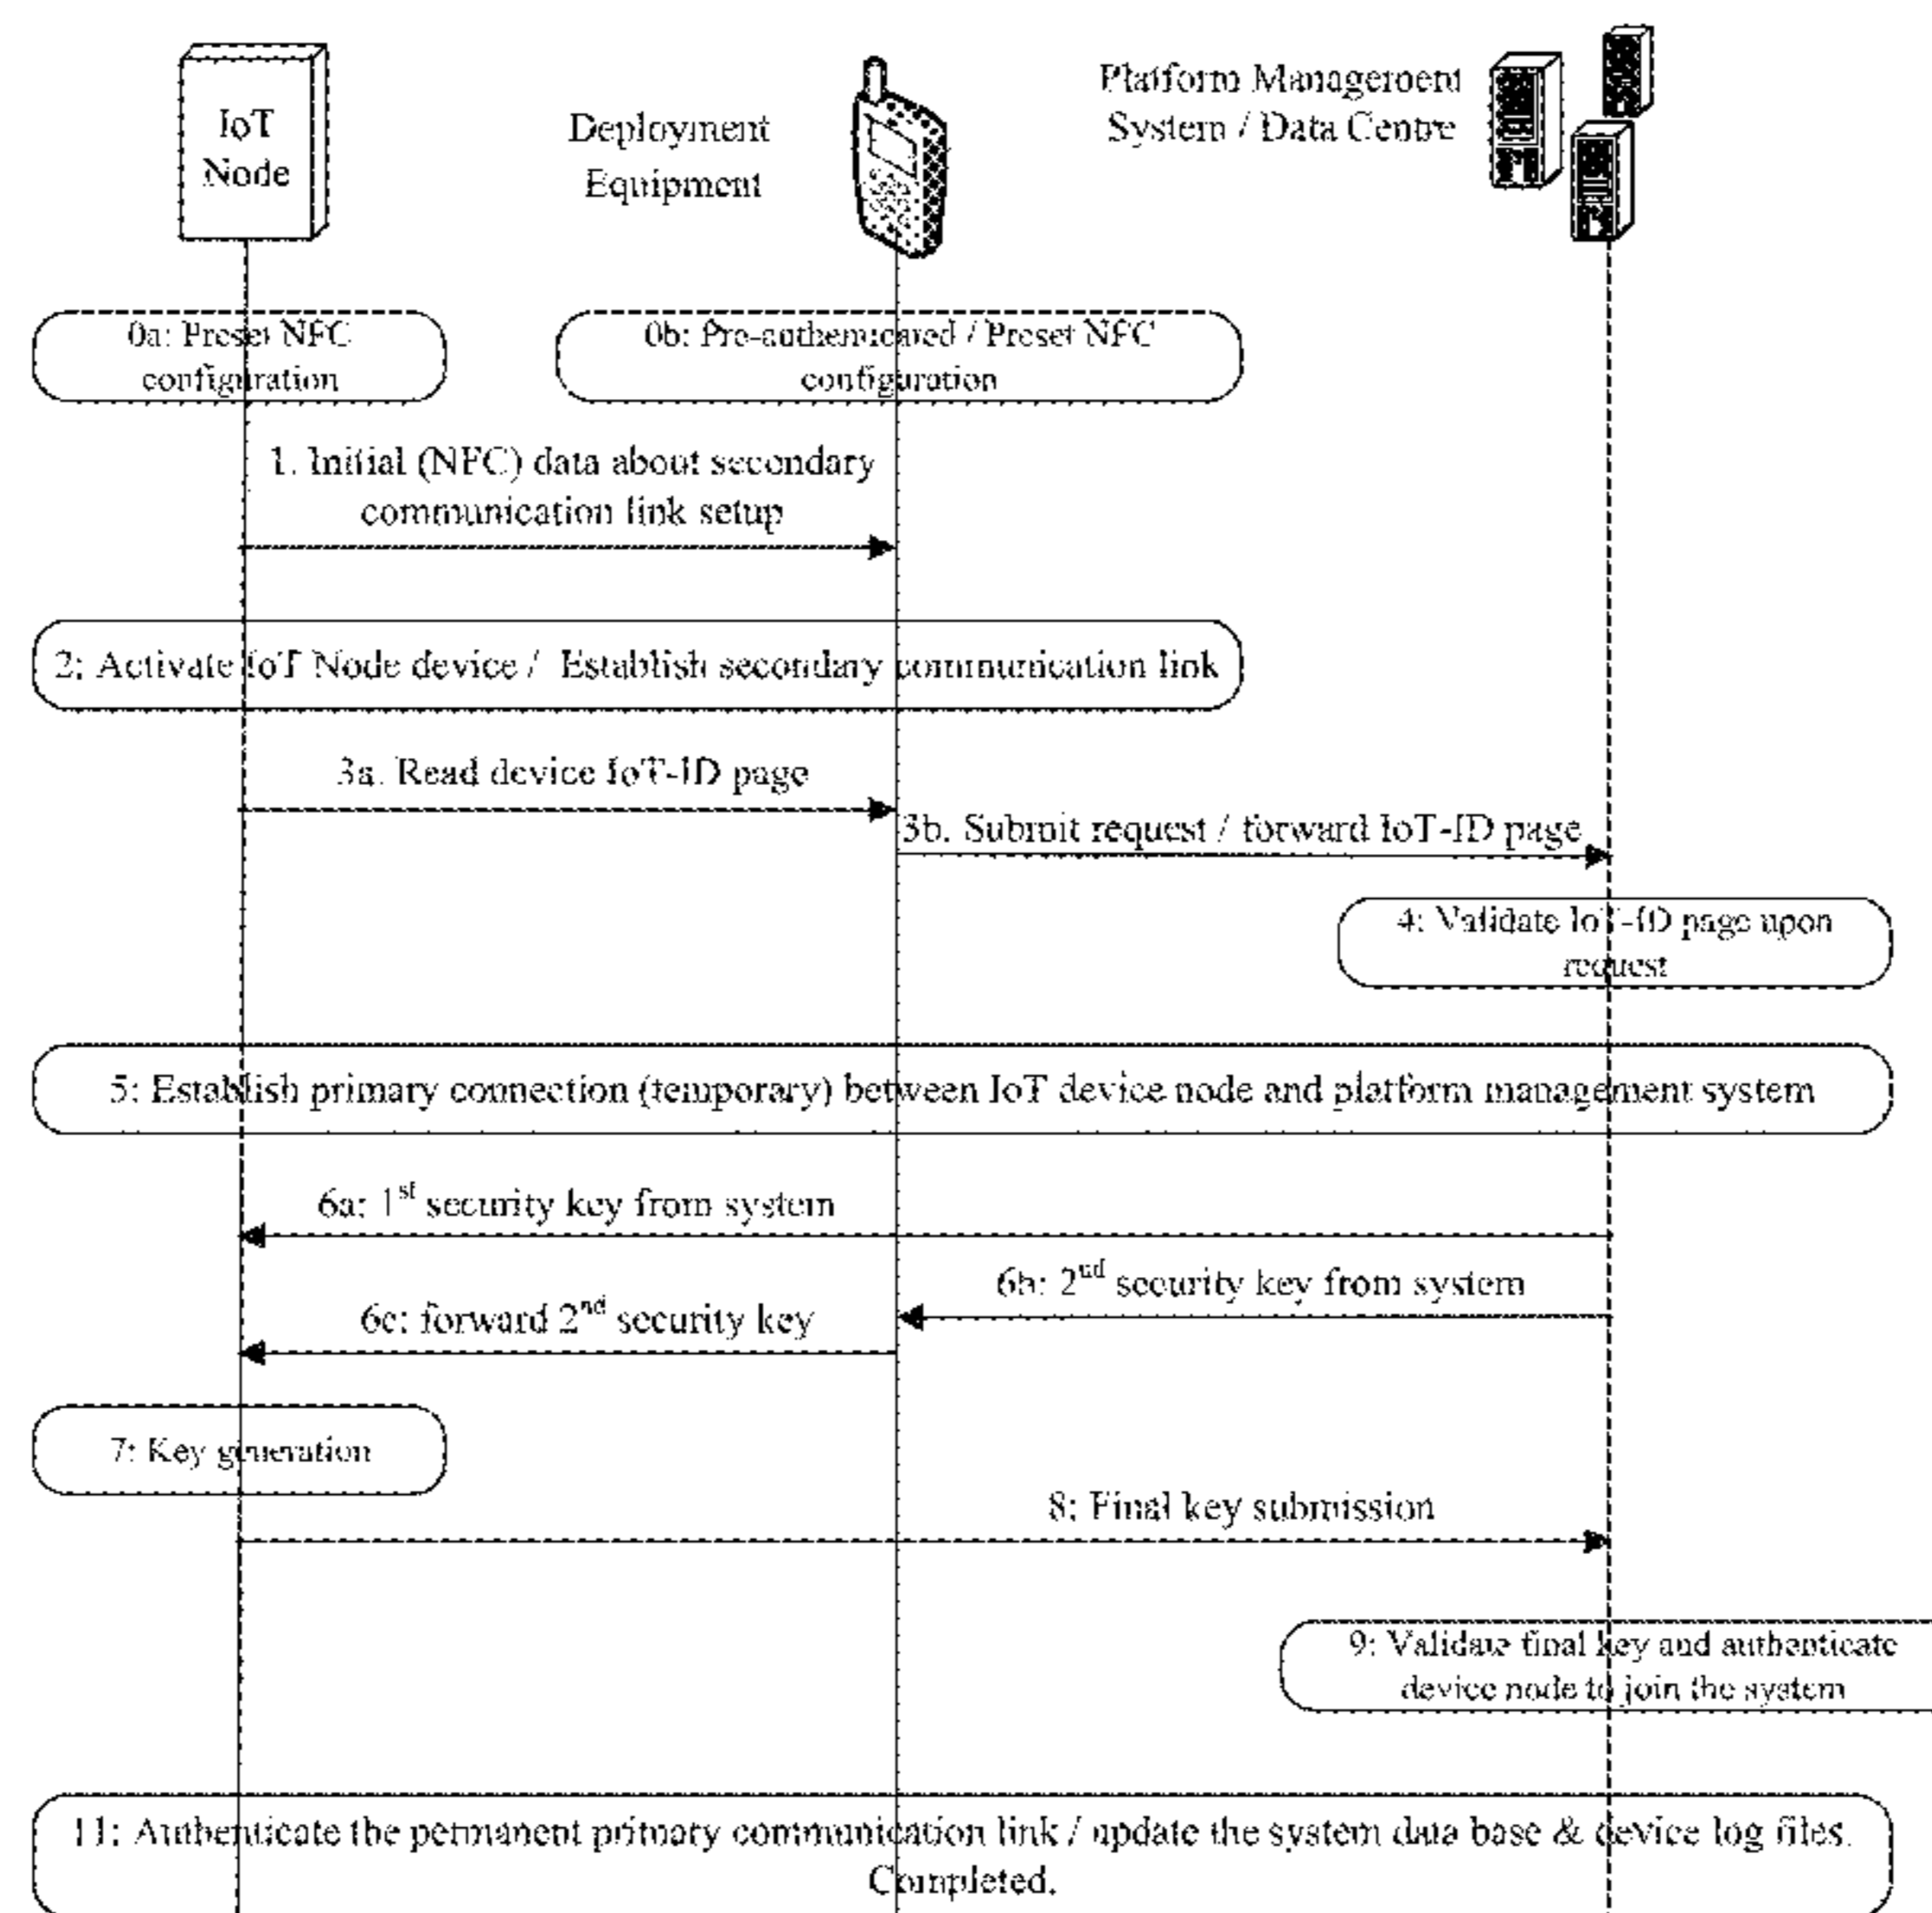 IoT
Node
Deployment
Equipment
Platform Management
System / Data Centre
0a: Preset NFC
configuration
0b: Pre-authenticated / Preset NFC
configuration
1. Initial (NFC) data about secondary
communication link setup
2: Activate IoT Node device / Establish secondary communication link
3a. Read device IoT-ID page
3b. Submit request / forward IoT-ID page
4: Validate IoT-ID page upon
request
5: Establish primary connection (temporary) between IoT device node and platform management system
6a: 1st security key from system
6b: 2nd security key from system
6c: forward 2nd security key
7: Key generation
8: Final key submission
9: Validate final key and authenticate
device node to join the system
11: Authenticate the permanent primary communication link / update the system data base & device log files.
Completed.